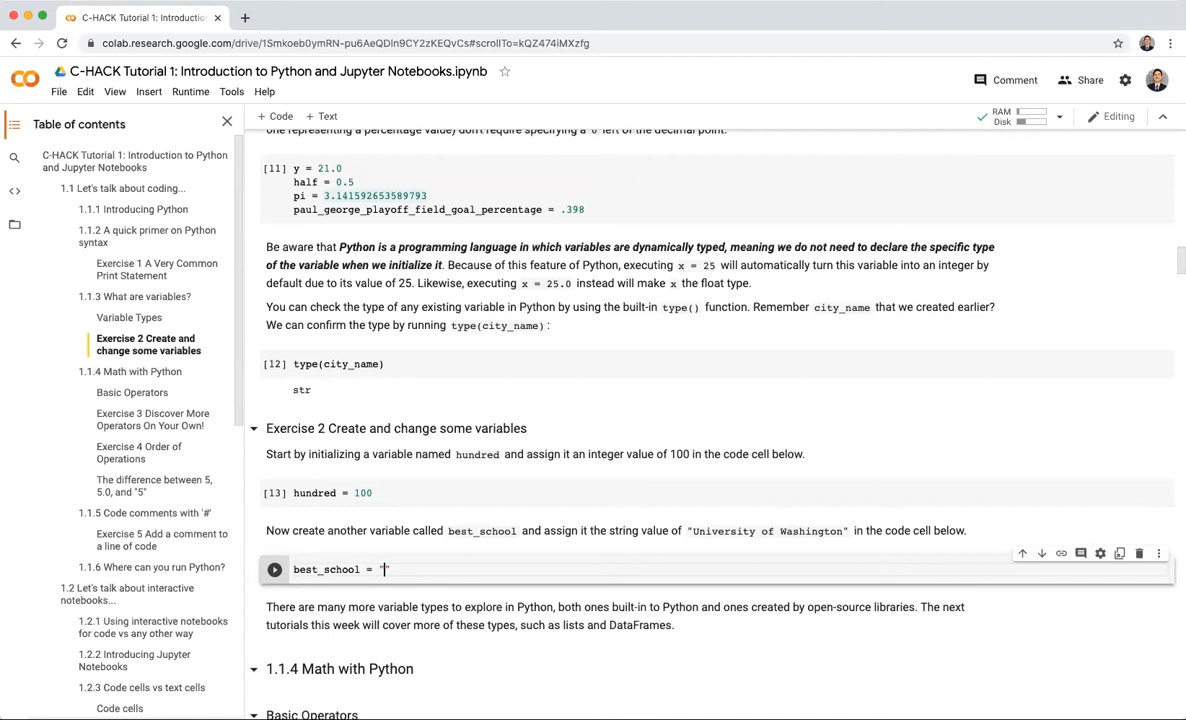 C-HACK Tutorial 1: Introductio
colab.research.google.com/drive/1Smkoeb0ymRN-pu6AeQDln9CY2zKEQvCs#scrollTo=kQZ474iMXzfg
C-HACK Tutorial 1: Introduction to Python and Jupyter Notebooks.ipynb
Comment
Share
File Edit View Insert Runtime Tools Help
Table of contents
+ Code + Text
RAM
Disk
Editing
C-HACK Tutorial 1: Introduction to Python
and Jupyter Notebooks
1.1 Let's talk about coding...
1.1.1 Introducing Python
1.1.2 A quick primer on Python
syntax
Exercise 1 A Very Common
Print Statement
1.1.3 What are variables?
Variable Types
Exercise 2 Create and
change some variables
1.1.4 Math with Python
Basic Operators
Exercise 3 Discover More
Operators On Your Own!
Exercise 4 Order of
Operations
The difference between 5,
5.0, and "5"
1.1.5 Code comments with '#'
Exercise 5 Add a comment to
a line of code
1.1.6 Where can you run Python?
1.2 Let's talk about interactive
notebooks...
1.2.1 Using interactive notebooks
for code vs any other way
1.2.2 Introducing Jupyter
Notebooks
1.2.3 Code cells vs text cells
Code cells
one representing a percentage value) don't require specifying a 0 left of the decimal point.
[11] y = 21.0
half = 0.5
pi = 3.141592653589793
paul_george_playoff_field_goal_percentage = .398
Be aware that Python is a programming language in which variables are dynamically typed, meaning we do not need to declare the specific type
of the variable when we initialize it. Because of this feature of Python, executing x = 25 will automatically turn this variable into an integer by
default due to its value of 25. Likewise, executing x = 25.0 instead will make x the float type.
You can check the type of any existing variable in Python by using the built-in type() function. Remember city_name that we created earlier?
We can confirm the type by running type(city_name):
[12] type(city_name)
str
Exercise 2 Create and change some variables
Start by initializing a variable named hundred and assign it an integer value of 100 in the code cell below.
[13] hundred = 100
Now create another variable called best_school and assign it the string value of "University of Washington" in the code cell below.
best_school = ""
There are many more variable types to explore in Python, both ones built-in to Python and ones created by open-source libraries. The next
tutorials this week will cover more of these types, such as lists and DataFrames.
1.1.4 Math with Python
Basic Operators